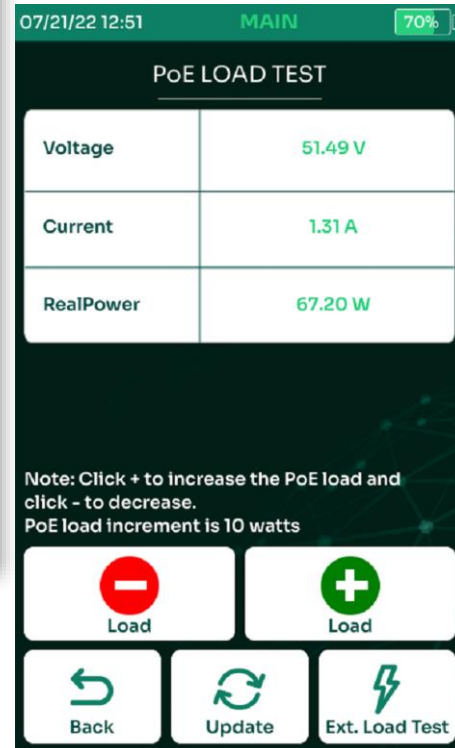 07/21/22 12:51 MAIN 70%
PoE LOAD TEST
Voltage 51.49 V
Current 1.31 A
RealPower 67.20 W
Note: Click + to increase the PoE load and
click - to decrease.
PoE load increment is 10 watts
Load Load
Back Update Ext. Load Test